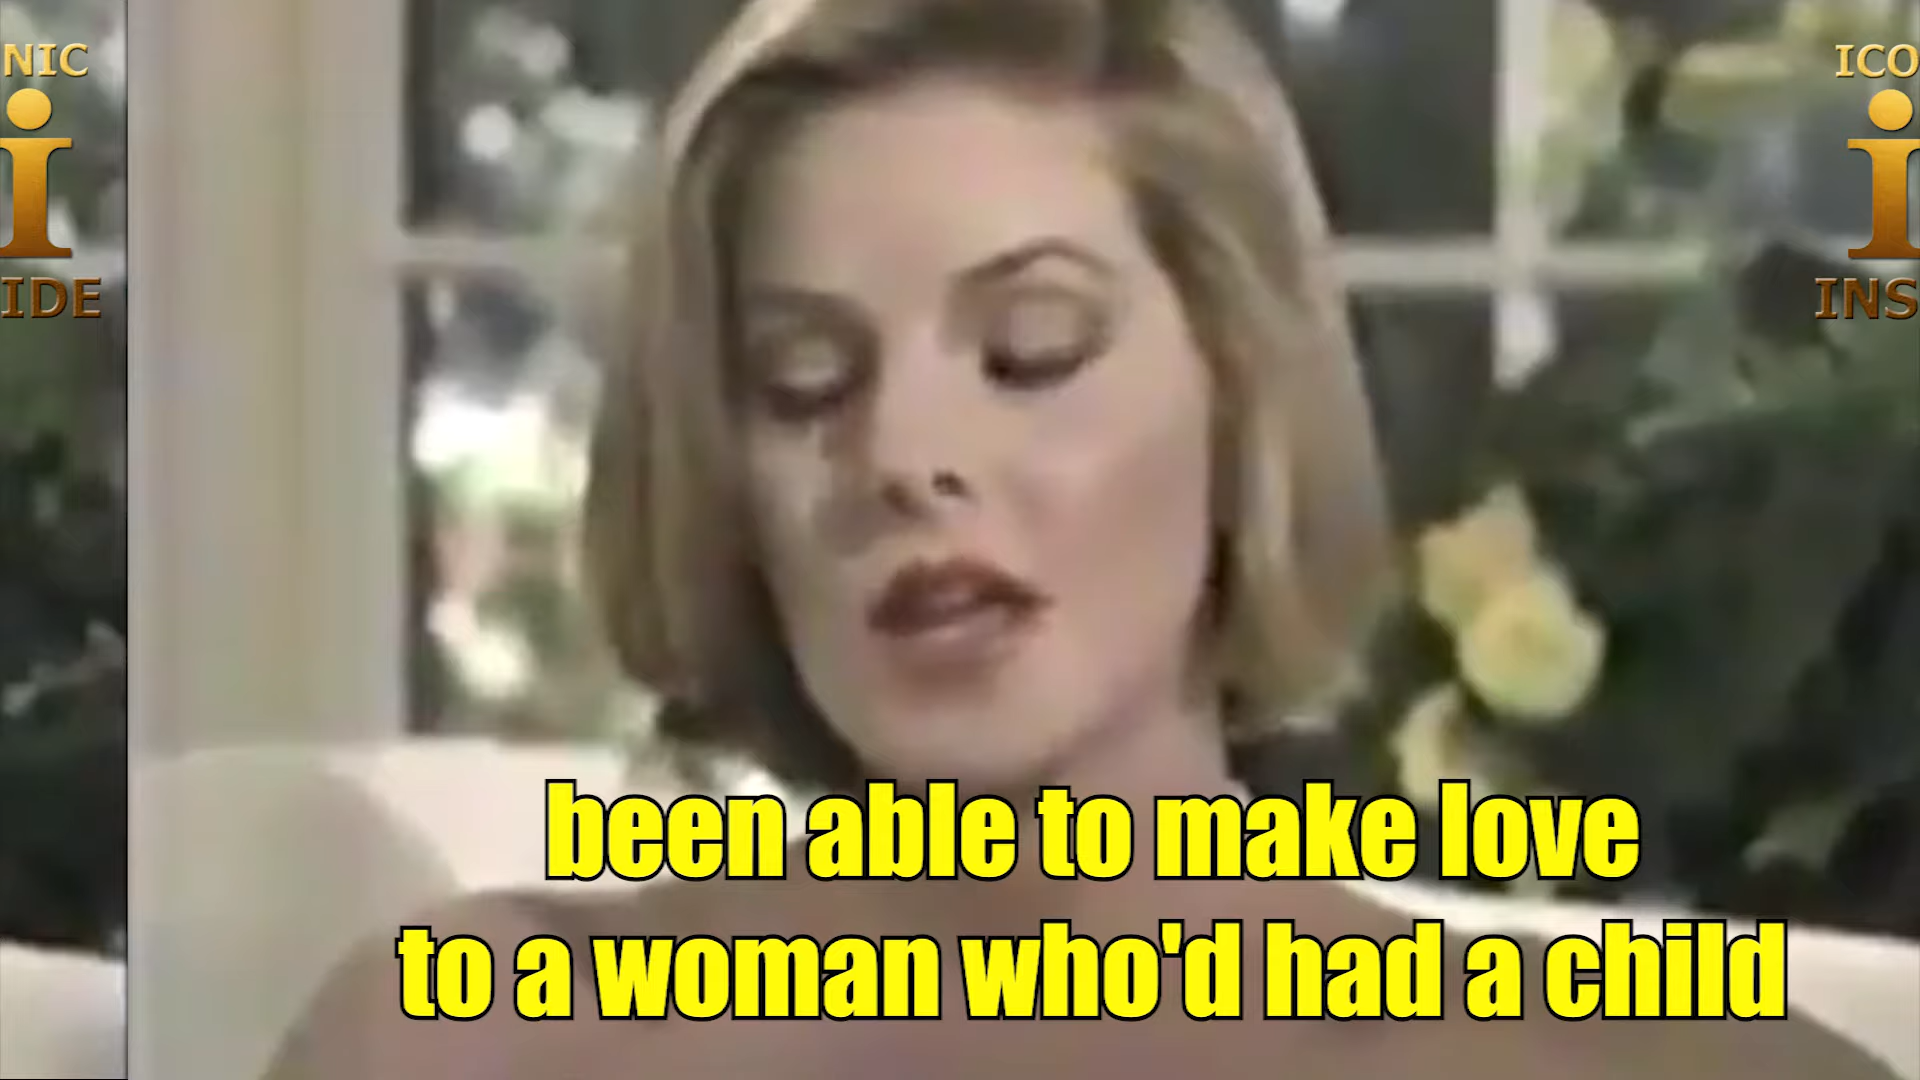 NIC
i
IDE
ICO
i
INS
been able to make love
to a woman who'd had a child